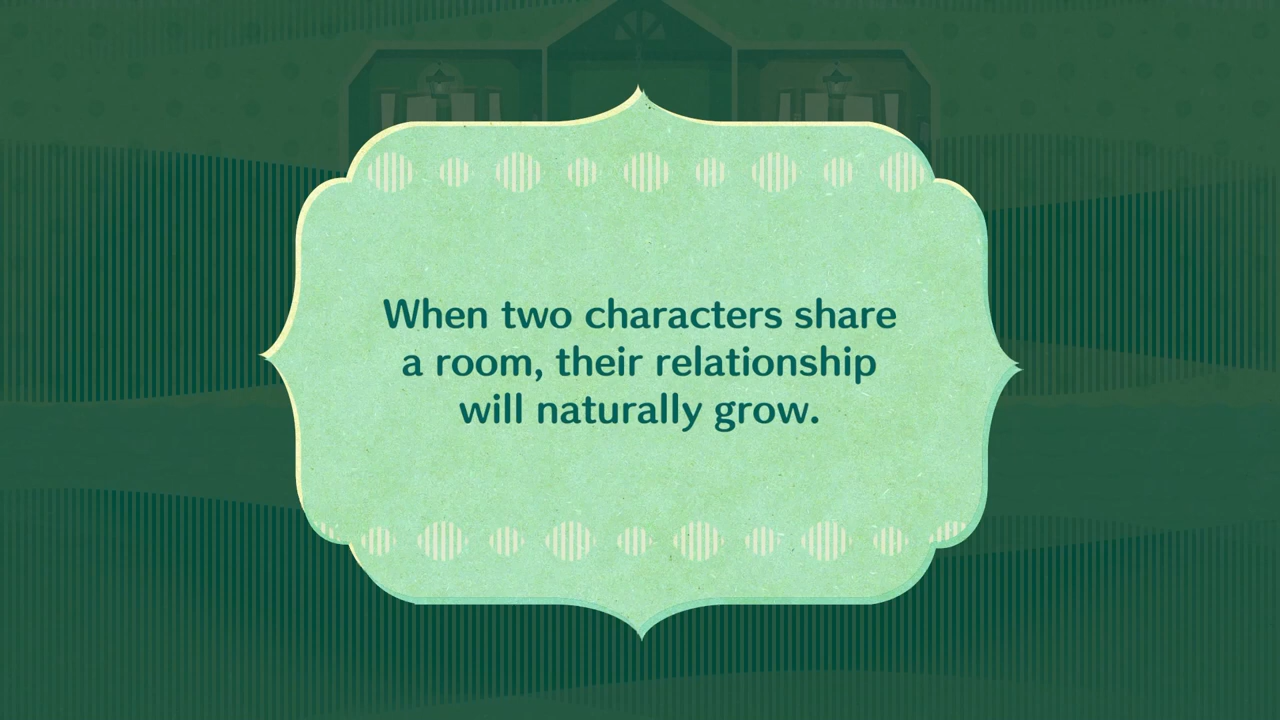 When two characters share
a room, their relationship
will naturally grow.